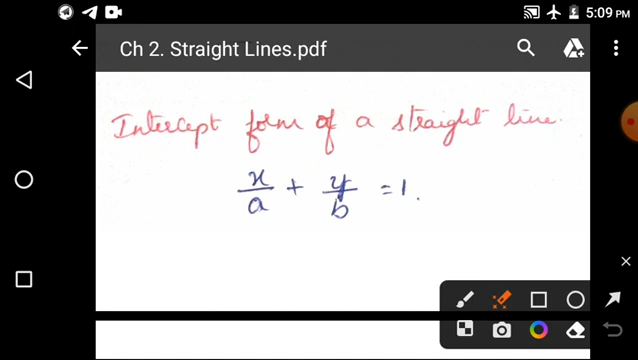 5:09 PM
Ch 2. Straight Lines.pdf
Intercept form of a straight line.
x/a + y/b = 1.